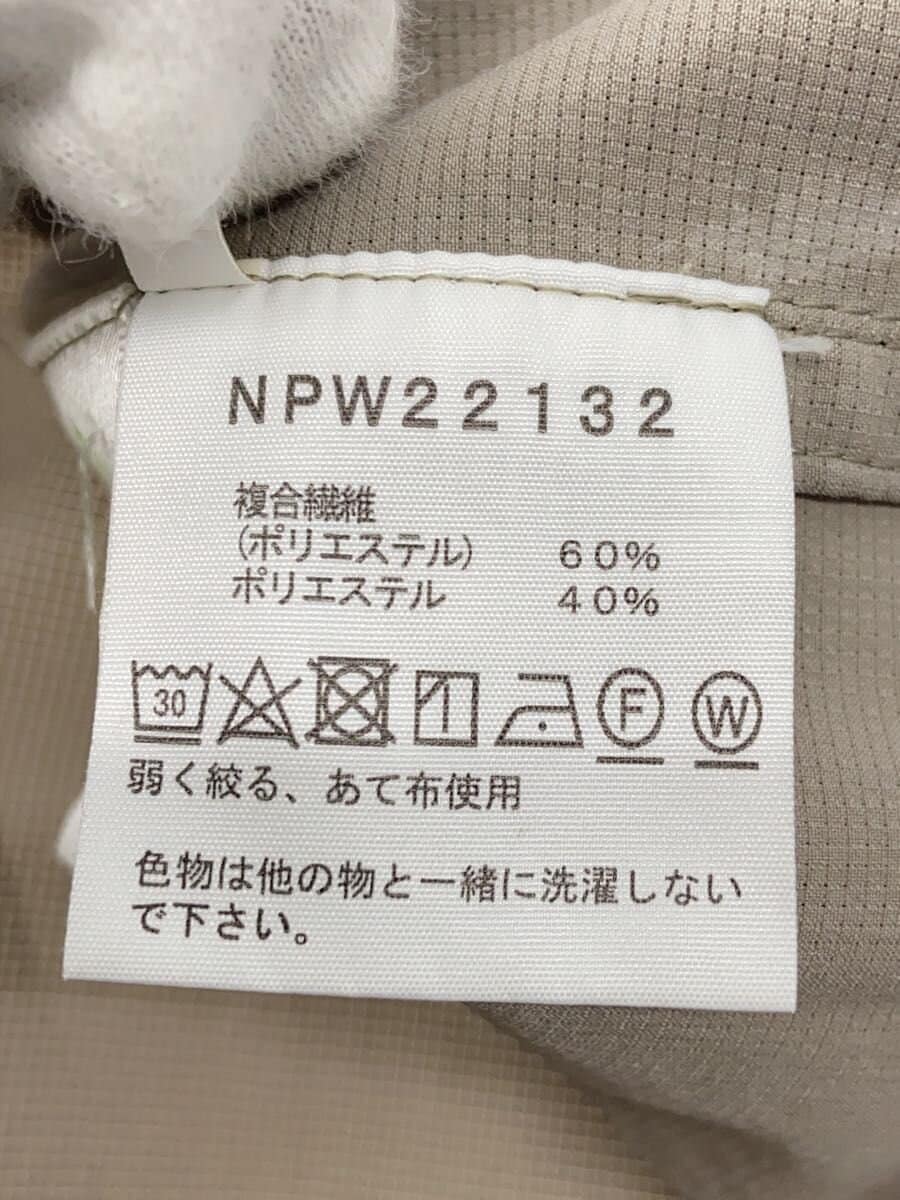 NPW22132
複合繊維
(ポリエステル) 60%
ポリエステル 40%
30 F W
弱く絞る、あて布使用
色物は他の物と一緒に洗濯しない
で下さい。